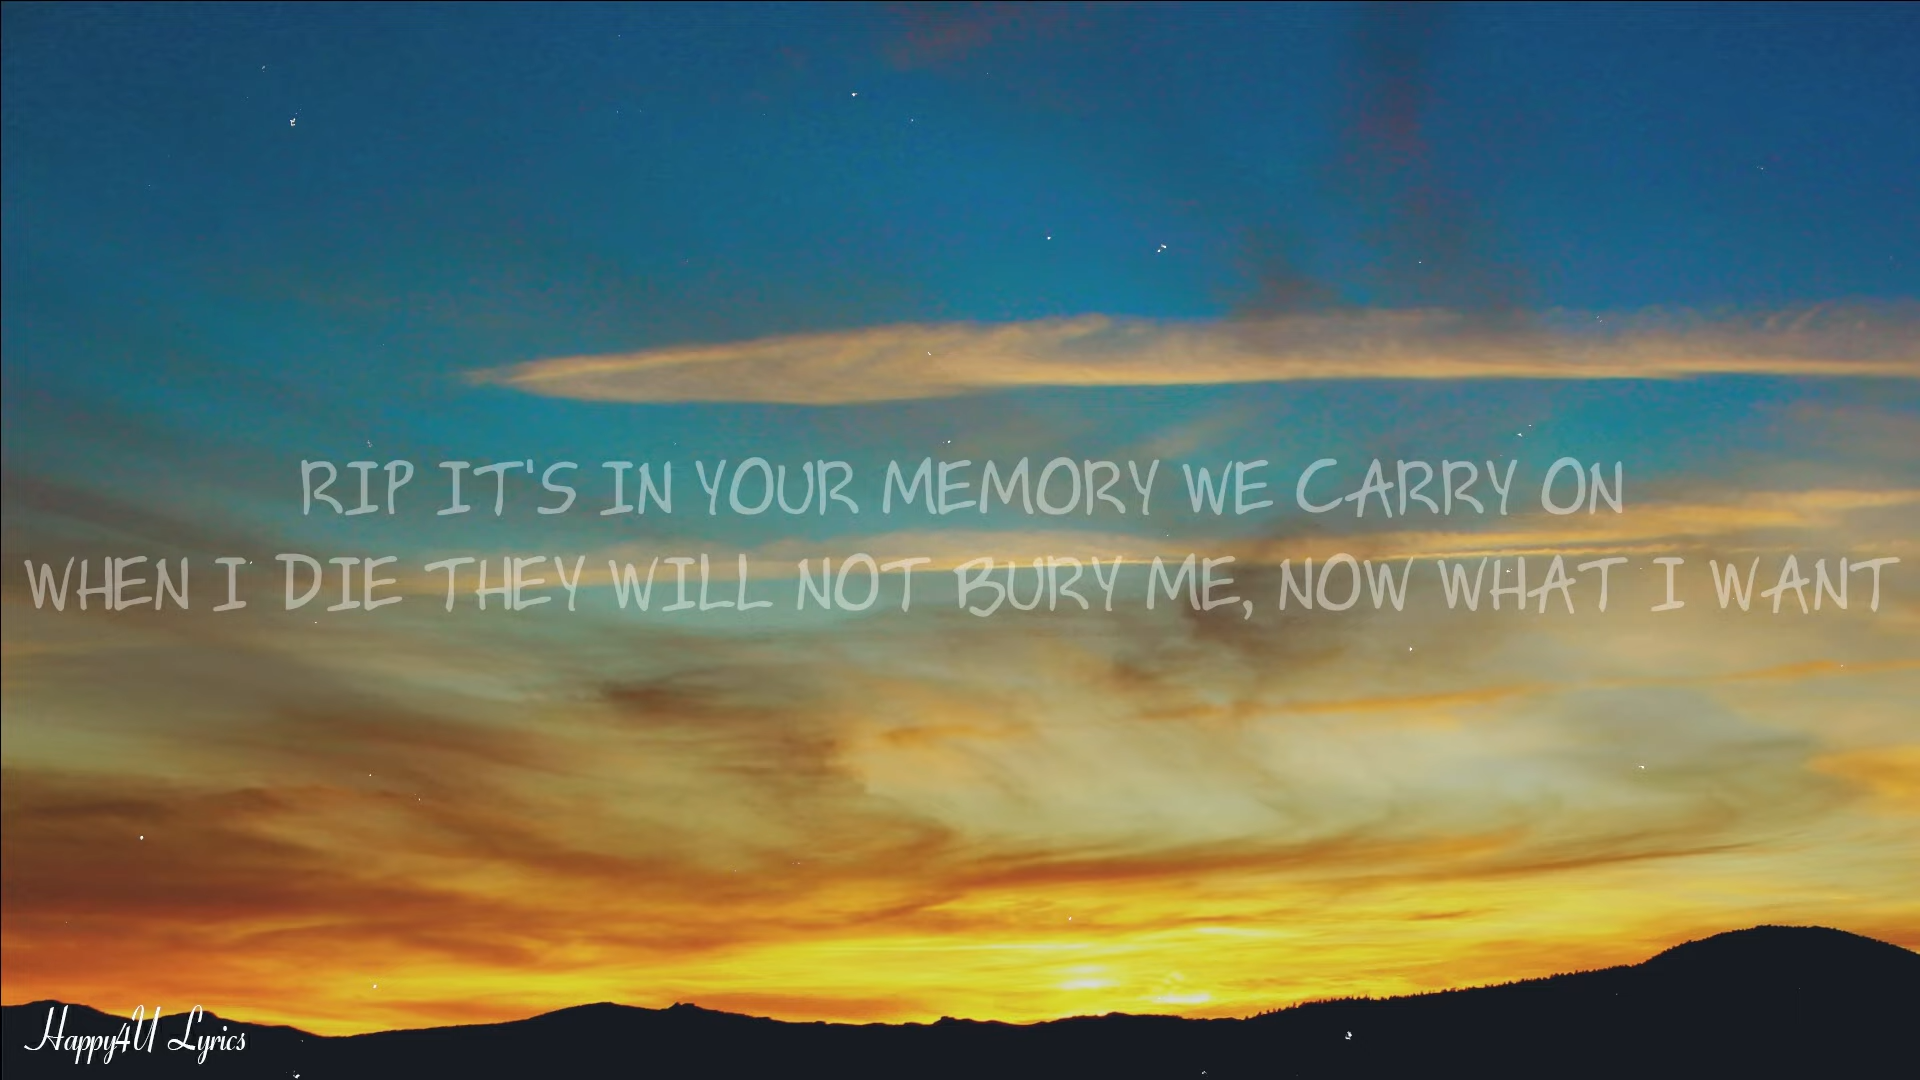 RIP IT'S IN YOUR MEMORY WE CARRY ON
WHEN I DIE THEY WILL NOT BURY ME, NOW WHAT I WANT
Happy4U Lyrics